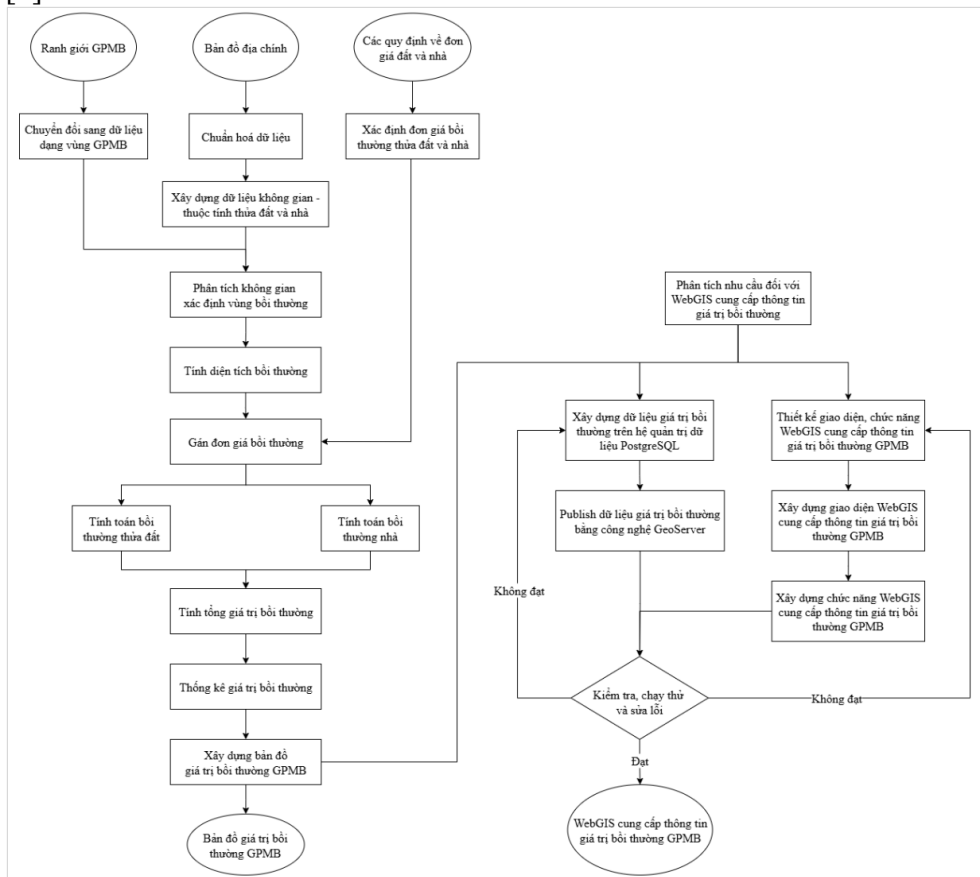 Ranh giới GPMB
Bản đồ địa chính
Các quy định về đơn
giá đất và nhà
Chuyển đổi sang dữ liệu
dạng vùng GPMB
Chuẩn hoá dữ liệu
Xác định đơn giá bồi
thường thửa đất và nhà
Xây dựng dữ liệu không gian -
thuộc tính thửa đất và nhà
Phân tích không gian
xác định vùng bồi thường
Tính diện tích bồi thường
Gán đơn giá bồi thường
Tính toán bồi
thường thửa đất
Tính toán bồi
thường nhà
Tính tổng giá trị bồi thường
Thống kê giá trị bồi thường
Xây dựng bản đồ
giá trị bồi thường GPMB
Bản đồ giá trị bồi
thường GPMB
Phân tích nhu cầu đối với
WebGIS cung cấp thông tin
giá trị bồi thường
Xây dựng dữ liệu giá trị bồi
thường trên hệ quản trị dữ
liệu PostgreSQL
Thiết kế giao diện, chức năng
WebGIS cung cấp thông tin
giá trị bồi thường GPMB
Publish dữ liệu giá trị bồi thường
bằng công nghệ GeoServer
Xây dựng giao diện WebGIS
cung cấp thông tin giá trị bồi
thường GPMB
Không đạt
Xây dựng chức năng WebGIS
cung cấp thông tin giá trị bồi
thường GPMB
Kiểm tra, chạy thử
và sửa lỗi
Không đạt
Đạt
WebGIS cung cấp thông tin
giá trị bồi thường GPMB